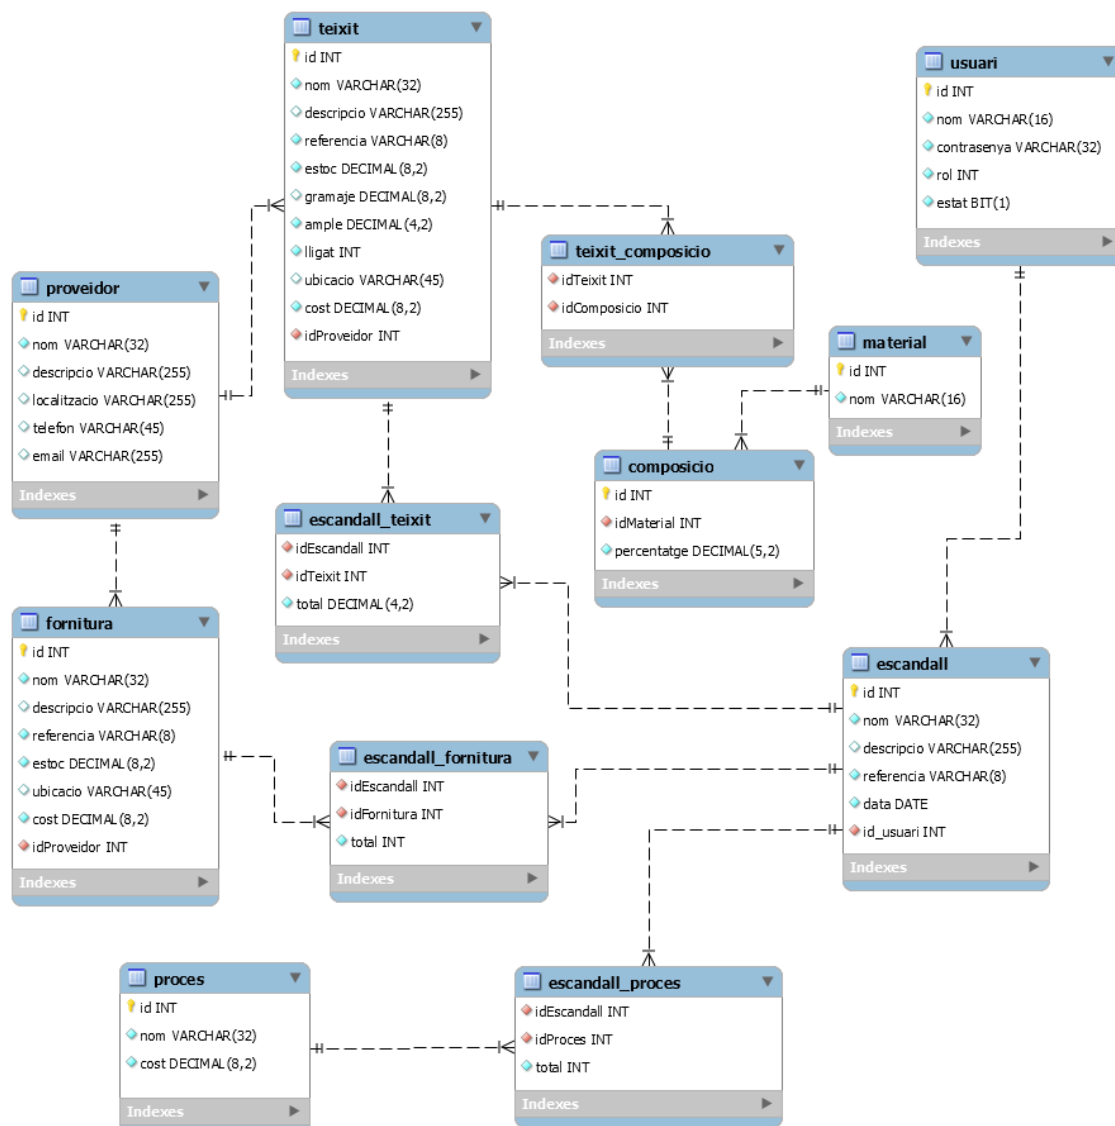 teixit
id INT
nom VARCHAR(32)
descripcio VARCHAR(255)
referencia VARCHAR(8)
estoc DECIMAL(8,2)
gramaje DECIMAL(8,2)
ample DECIMAL(4,2)
lligat INT
ubicacio VARCHAR(45)
cost DECIMAL(8,2)
idProveidor INT
Indexes
usuari
id INT
nom VARCHAR(16)
contrasenya VARCHAR(32)
rol INT
estat BIT(1)
Indexes
proveidor
id INT
nom VARCHAR(32)
descripcio VARCHAR(255)
localitzacio VARCHAR(255)
telefon VARCHAR(45)
email VARCHAR(255)
Indexes
teixit_composicio
idTeixit INT
idComposicio INT
Indexes
material
id INT
nom VARCHAR(16)
Indexes
composicio
id INT
idMaterial INT
percentatge DECIMAL(5,2)
Indexes
escandall_teixit
idEscandall INT
idTeixit INT
total DECIMAL(4,2)
Indexes
fornitura
id INT
nom VARCHAR(32)
descripcio VARCHAR(255)
referencia VARCHAR(8)
estoc DECIMAL(8,2)
ubicacio VARCHAR(45)
cost DECIMAL(8,2)
idProveidor INT
Indexes
escandall
id INT
nom VARCHAR(32)
descripcio VARCHAR(255)
referencia VARCHAR(8)
data DATE
id_usuari INT
Indexes
escandall_fornitura
idEscandall INT
idFornitura INT
total INT
Indexes
proces
id INT
nom VARCHAR(32)
cost DECIMAL(8,2)
Indexes
escandall_proces
idEscandall INT
idProces INT
total INT
Indexes